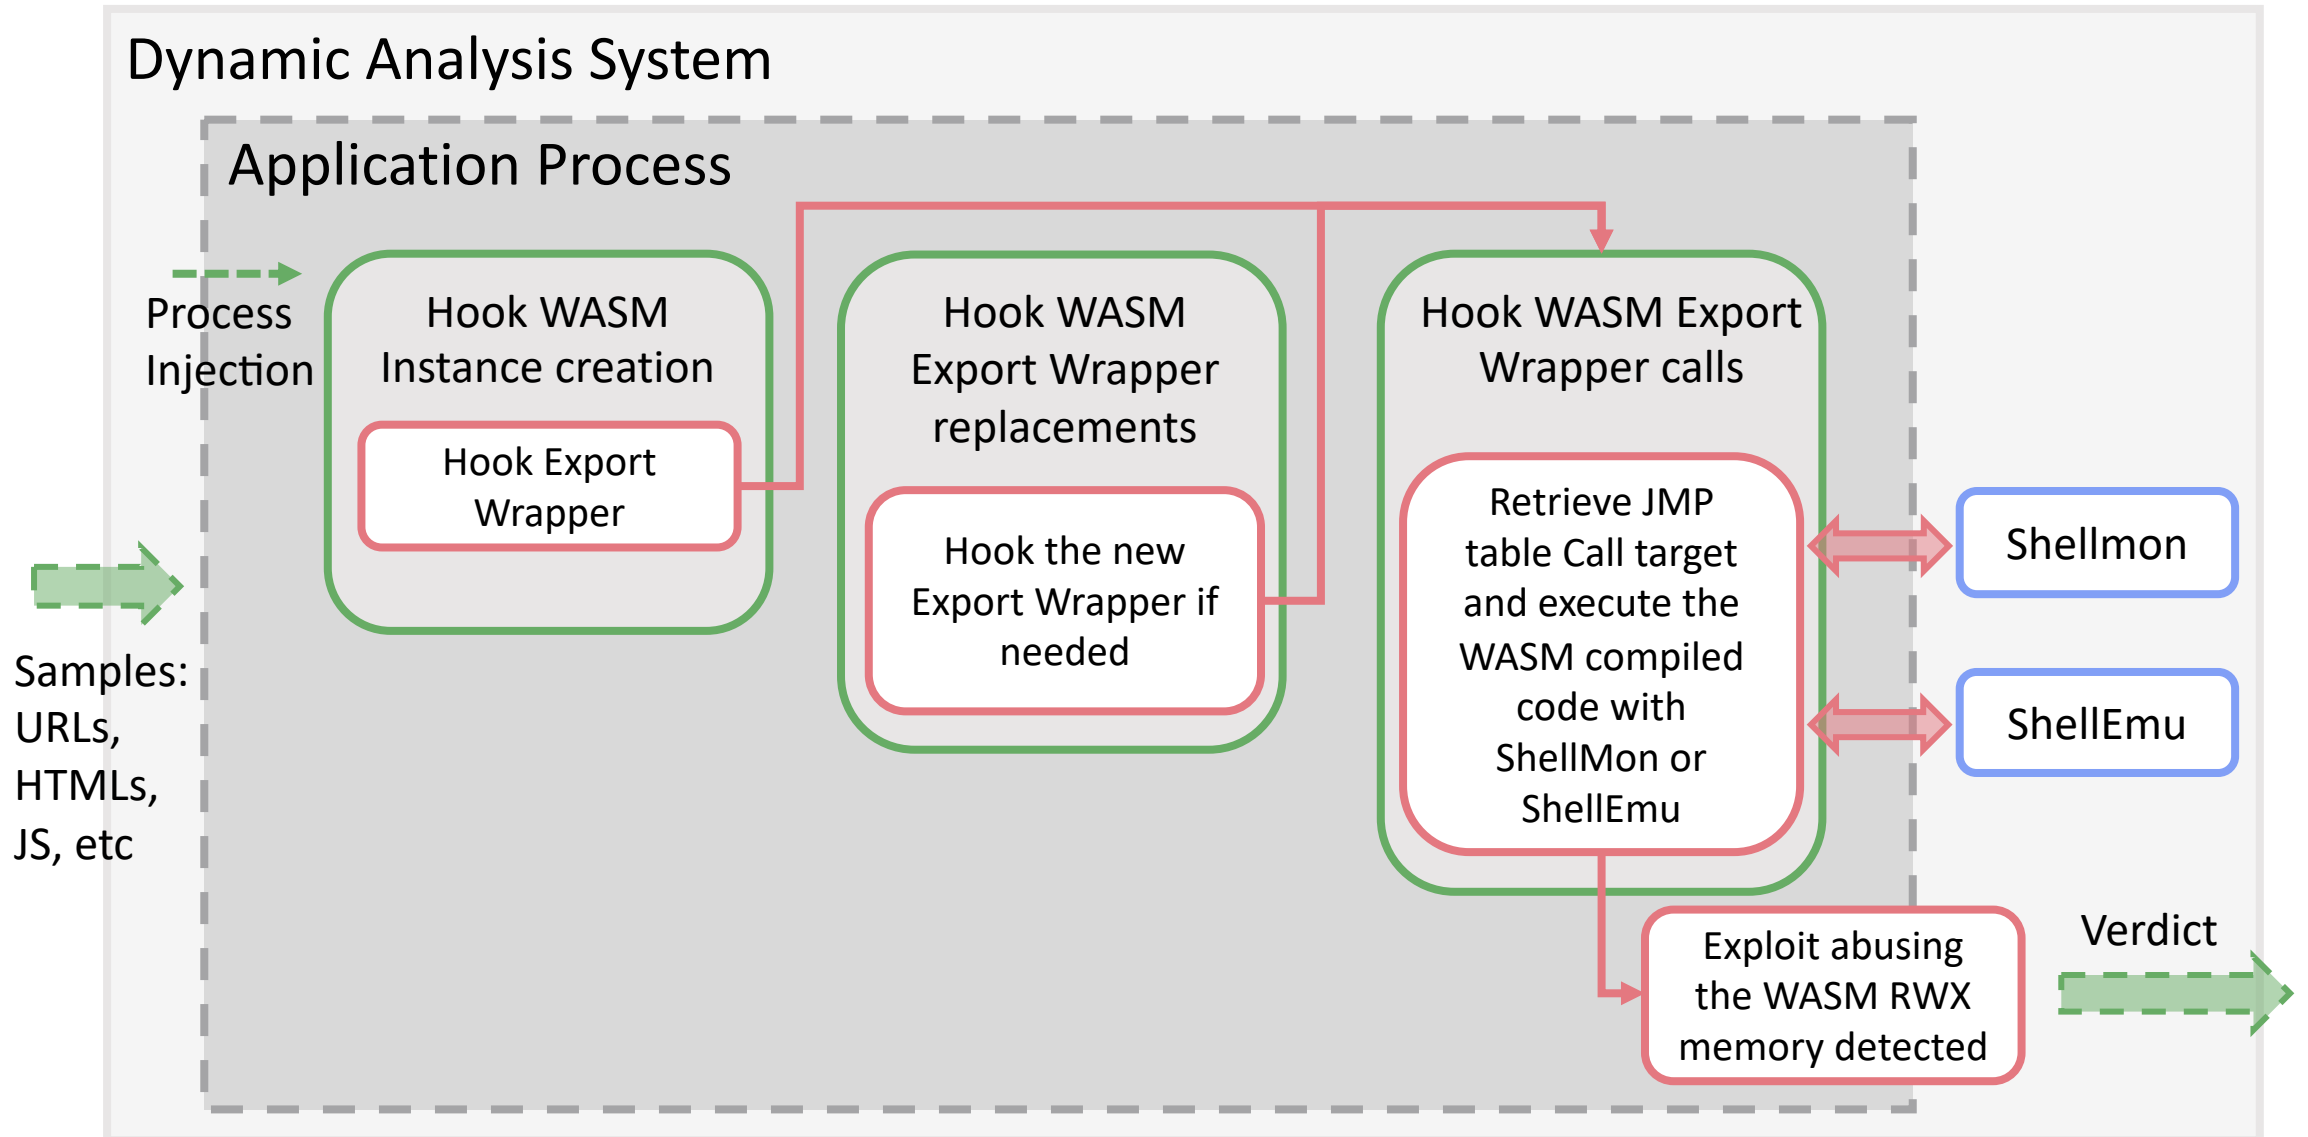 Dynamic Analysis System
Application Process
Process
Injection
Hook WASM
Instance creation
Hook Export
Wrapper
Hook WASM
Export Wrapper
replacements
Hook the new
Export Wrapper if
needed
Hook WASM Export
Wrapper calls
Retrieve JMP
table Call target
and execute the
WASM compiled
code with
ShellMon or
ShellEmu
Shellmon
ShellEmu
Samples:
URLs,
HTMLs,
JS, etc
Exploit abusing
the WASM RWX
memory detected
Verdict